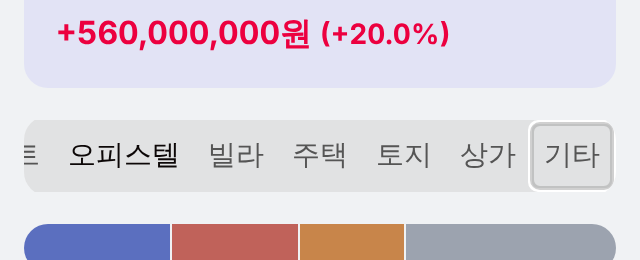 +560,000,000원 (+20.0%)
트 오피스텔 빌라 주택 토지 상가 기타